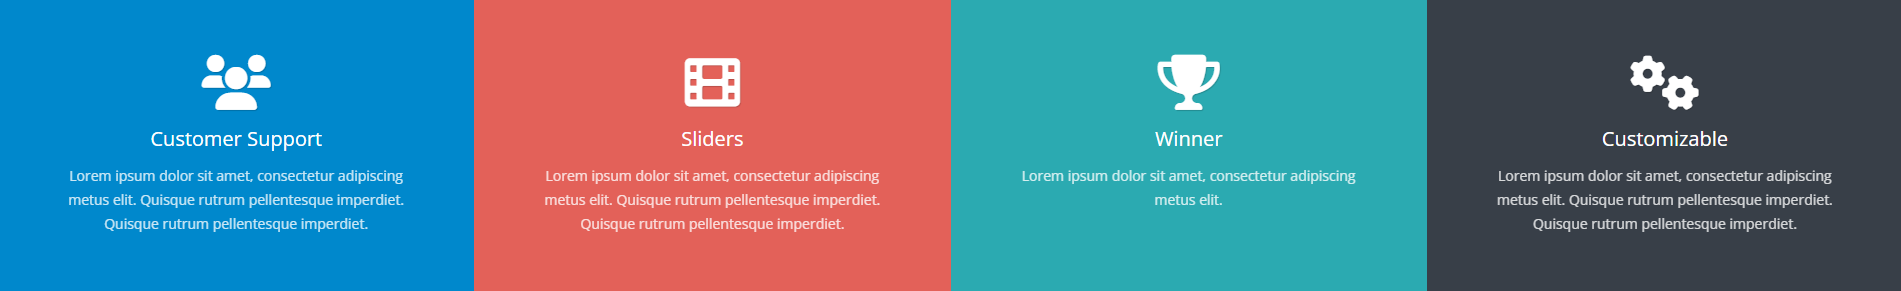 Customer Support
Lorem ipsum dolor sit amet, consectetur adipiscing
metus elit. Quisque rutrum pellentesque imperdiet.
Quisque rutrum pellentesque imperdiet.
Sliders
Lorem ipsum dolor sit amet, consectetur adipiscing
metus elit. Quisque rutrum pellentesque imperdiet.
Quisque rutrum pellentesque imperdiet.
Winner
Lorem ipsum dolor sit amet, consectetur adipiscing
metus elit.
Customizable
Lorem ipsum dolor sit amet, consectetur adipiscing
metus elit. Quisque rutrum pellentesque imperdiet.
Quisque rutrum pellentesque imperdiet.